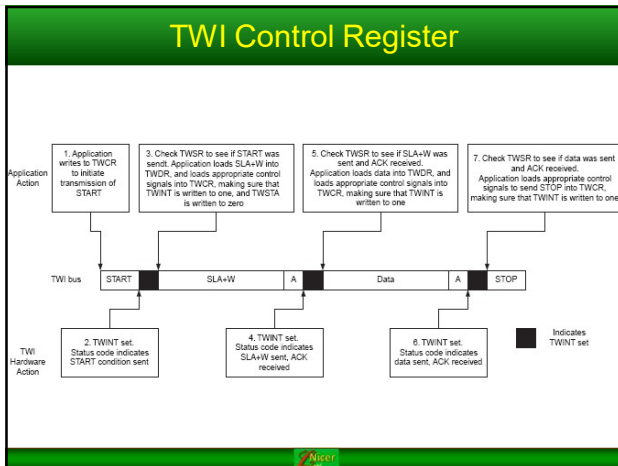 TWI Control Register
Application
Action
1. Application
writes to TWCR
to initiate
transmission of
START
3. Check TWSR to see if START was
sendt. Application loads SLA+W into
TWDR, and loads appropriate control
signals into TWCR, making sure that
TWINT is written to one, and TWSTA
is written to zero
5. Check TWSR to see if SLA+W was
sent and ACK received.
Application loads data into TWDR, and
loads appropriate control signals into
TWCR, making sure that TWINT is
written to one
7. Check TWSR to see if data was sent
and ACK received.
Application loads appropriate control
signals to send STOP into TWCR,
making sure that TWINT is written to one
TWI bus
START
SLA+W
A
Data
A
STOP
TWI
Hardware
Action
2. TWINT set.
Status code indicates
START condition sent
4. TWINT set.
Status code indicates
SLA+W sent, ACK
received
6. TWINT set.
Status code indicates
data sent, ACK received
Indicates
TWINT set
Nicer